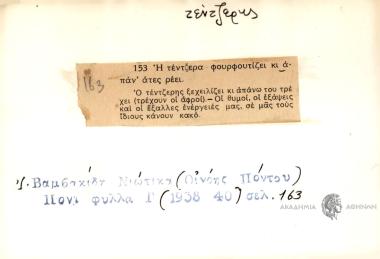 τέντζερης
153 Ἡ τέντζερα φουρφουτίζει κι ἀ-
πάν’ ἄτες ρέει.
163
Ὁ τέντζερης ξεχειλίζει κι ἀπάνω του τρέ
χει (τρέχουν οἱ ἀφροί).— Οἱ θυμοί, οἱ ἐξάψεις
καὶ οἱ ἔξαλλες ἐνέργειές μας, σὲ μᾶς τοὺς
ἴδιους κάνουν κακό.
Βαμβακίδη Νιώτικα (Οἰνόης Πόντου)
Ποντ φυλλα Γ (1938 40) σελ. 163
ΑΚΑΔΗΜΙΑ ΑΘΗΝΩΝ